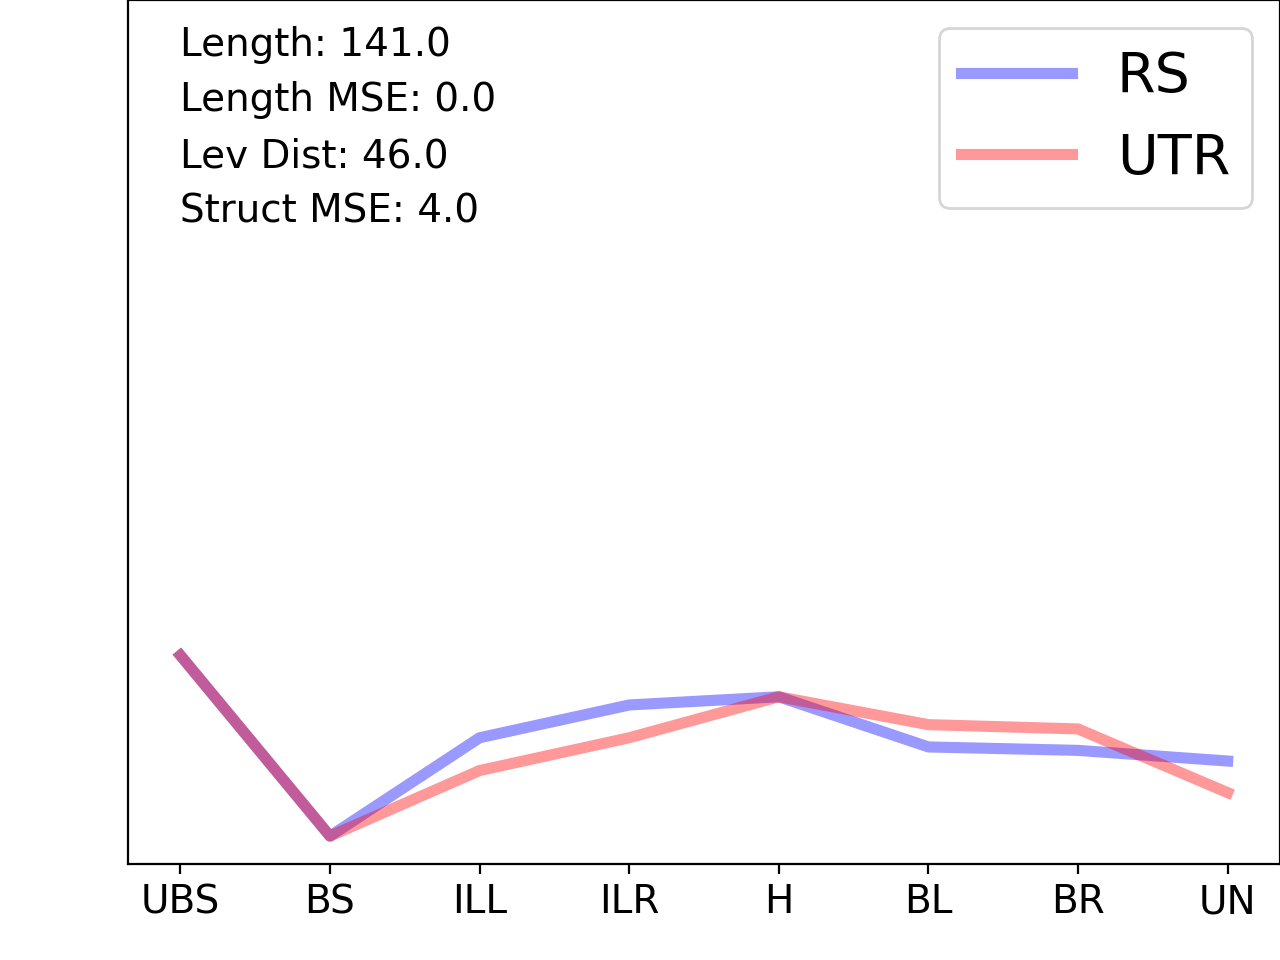 Length: 141.0
Length MSE: 0.0
Lev Dist: 46.0
Struct MSE: 4.0
RS
UTR
UBS BS ILL ILR H BL BR UN